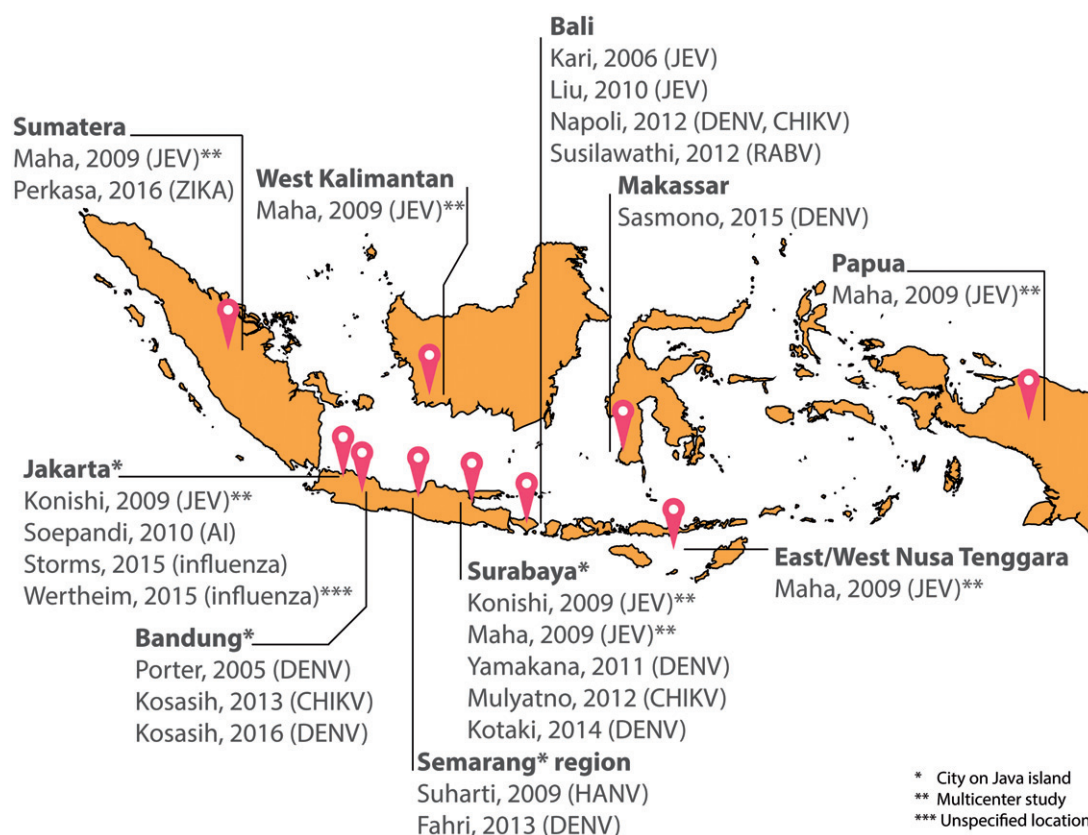 Bali
Kari, 2006 (JEV)
Liu, 2010 (JEV)
Napoli, 2012 (DENV, CHIKV)
Susilawathi, 2012 (RABV)
Sumatera
Maha, 2009 (JEV)**
Perkasa, 2016 (ZIKA)
West Kalimantan
Maha, 2009 (JEV)**
Makassar
Sasmono, 2015 (DENV)
Papua
Maha, 2009 (JEV)**
Jakarta*
Konishi, 2009 (JEV)**
Soepandi, 2010 (AI)
Storms, 2015 (influenza)
Wertheim, 2015 (influenza)***
Bandung*
Porter, 2005 (DENV)
Kosasih, 2013 (CHIKV)
Kosasih, 2016 (DENV)
Surabaya*
Konishi, 2009 (JEV)**
Maha, 2009 (JEV)**
Yamakana, 2011 (DENV)
Mulyatno, 2012 (CHIKV)
Kotaki, 2014 (DENV)
Semarang* region
Suharti, 2009 (HANV)
Fahri, 2013 (DENV)
East/West Nusa Tenggara
Maha, 2009 (JEV)**
* City on Java island
** Multicenter study
*** Unspecified location